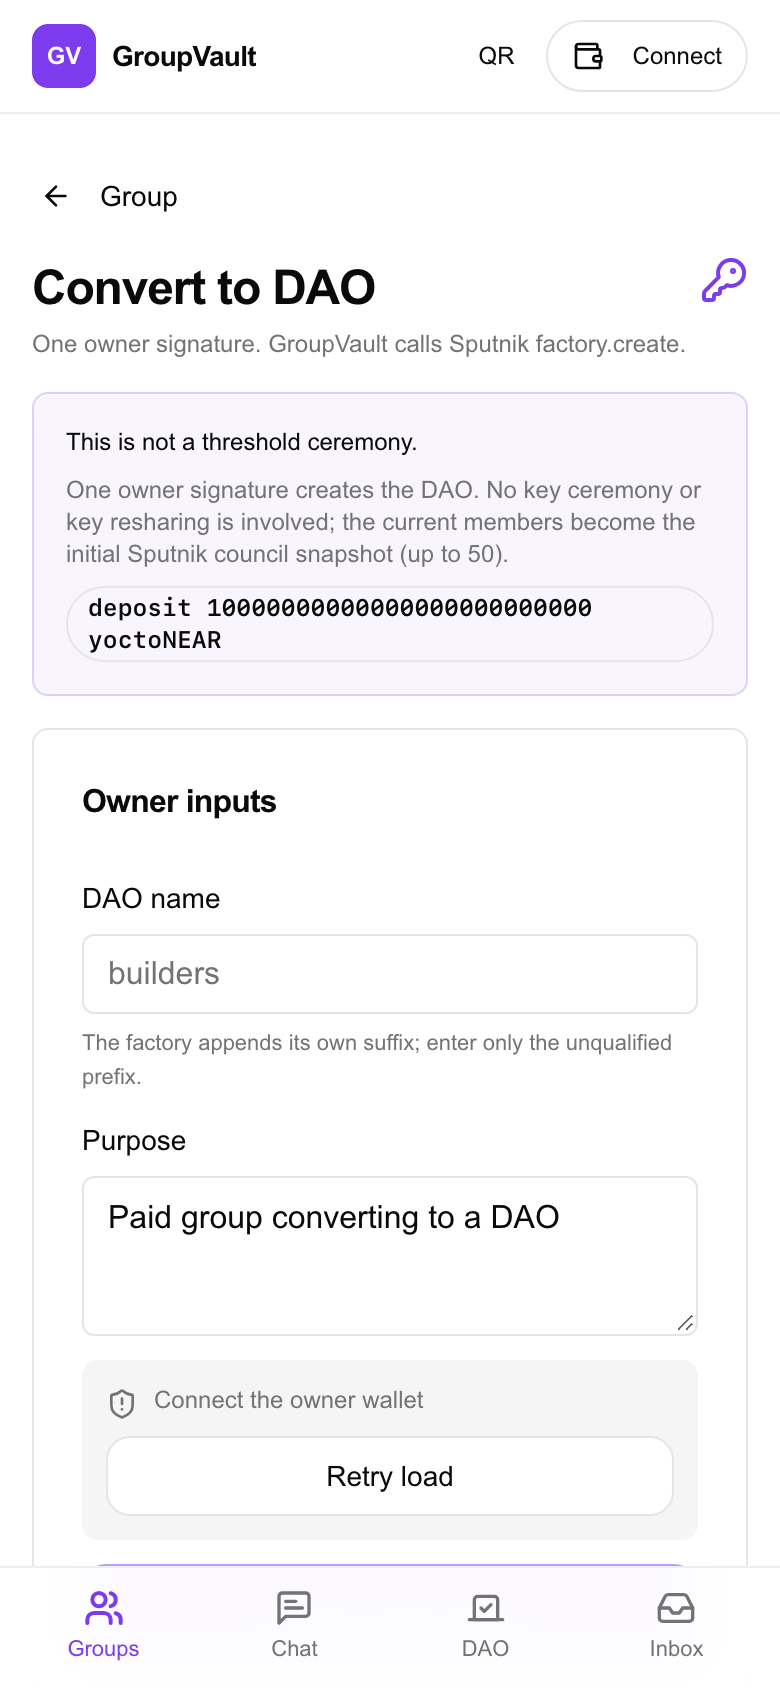 GV GroupVault QR Connect
Group
Convert to DAO
One owner signature. GroupVault calls Sputnik factory.create.
This is not a threshold ceremony.
One owner signature creates the DAO. No key ceremony or
key resharing is involved; the current members become the
initial Sputnik council snapshot (up to 50).
deposit 10000000000000000000000000
yoctoNEAR
Owner inputs
DAO name
builders
The factory appends its own suffix; enter only the unqualified
prefix.
Purpose
Paid group converting to a DAO
Connect the owner wallet
Retry load
Groups Chat DAO Inbox